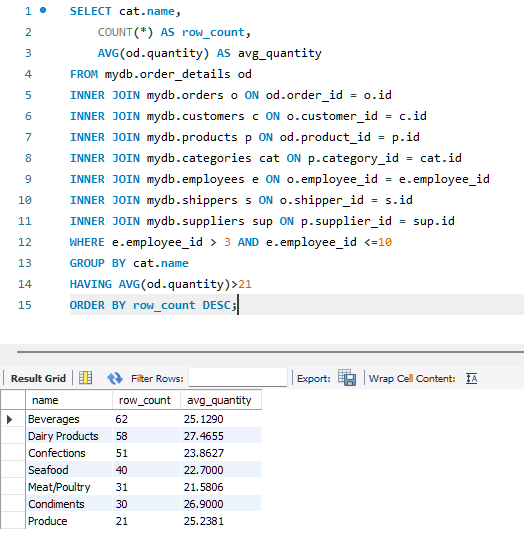 1 SELECT cat.name,
2 COUNT(*) AS row_count,
3 AVG(od.quantity) AS avg_quantity
4 FROM mydb.order_details od
5 INNER JOIN mydb.orders o ON od.order_id = o.id
6 INNER JOIN mydb.customers c ON o.customer_id = c.id
7 INNER JOIN mydb.products p ON od.product_id = p.id
8 INNER JOIN mydb.categories cat ON p.category_id = cat.id
9 INNER JOIN mydb.employees e ON o.employee_id = e.employee_id
10 INNER JOIN mydb.shippers s ON o.shipper_id = s.id
11 INNER JOIN mydb.suppliers sup ON p.supplier_id = sup.id
12 WHERE e.employee_id > 3 AND e.employee_id <=10
13 GROUP BY cat.name
14 HAVING AVG(od.quantity)>21
15 ORDER BY row_count DESC;
Result Grid Filter Rows: Export: Wrap Cell Content:
name row_count avg_quantity
Beverages 62 25.1290
Dairy Products 58 27.4655
Confections 51 23.8627
Seafood 40 22.7000
Meat/Poultry 31 21.5806
Condiments 30 26.9000
Produce 21 25.2381